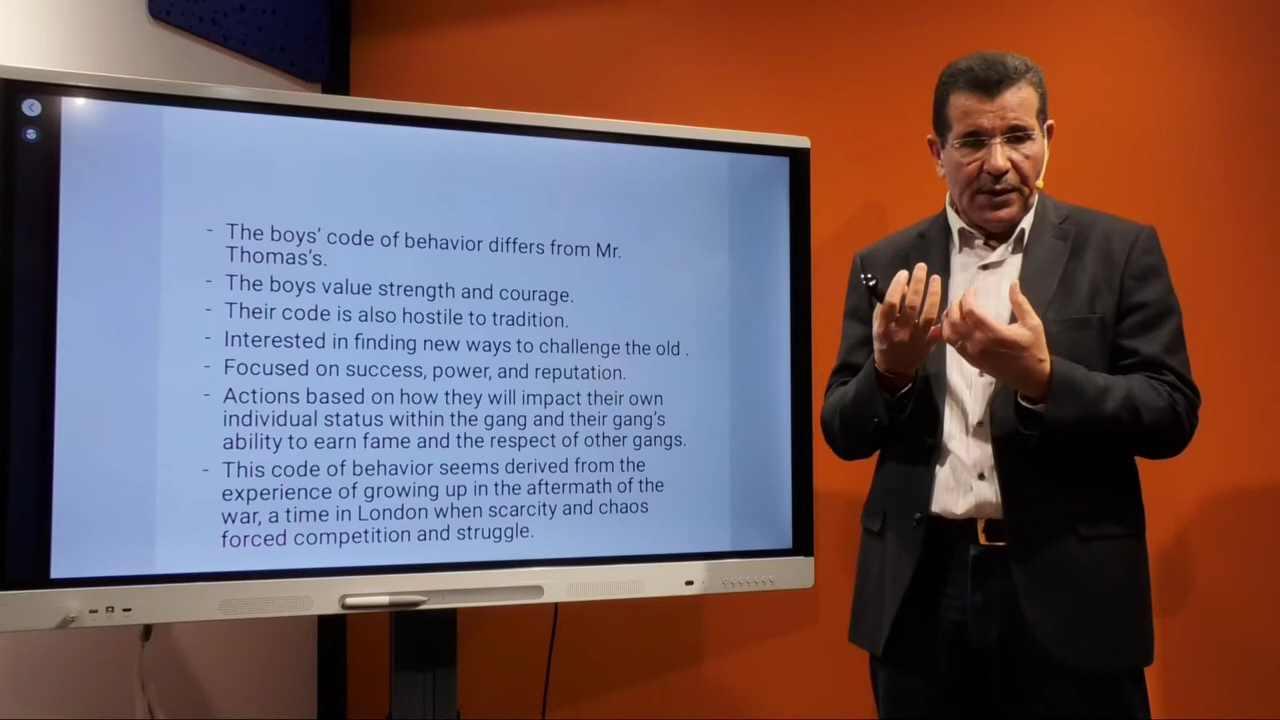 - The boys' code of behavior differs from Mr.
Thomas's.
- The boys value strength and courage.
- Their code is also hostile to tradition.
- Interested in finding new ways to challenge the old .
- Focused on success, power, and reputation.
- Actions based on how they will impact their own
individual status within the gang and their gang's
ability to earn fame and the respect of other gangs.
- This code of behavior seems derived from the
experience of growing up in the aftermath of the
war, a time in London when scarcity and chaos
forced competition and struggle.